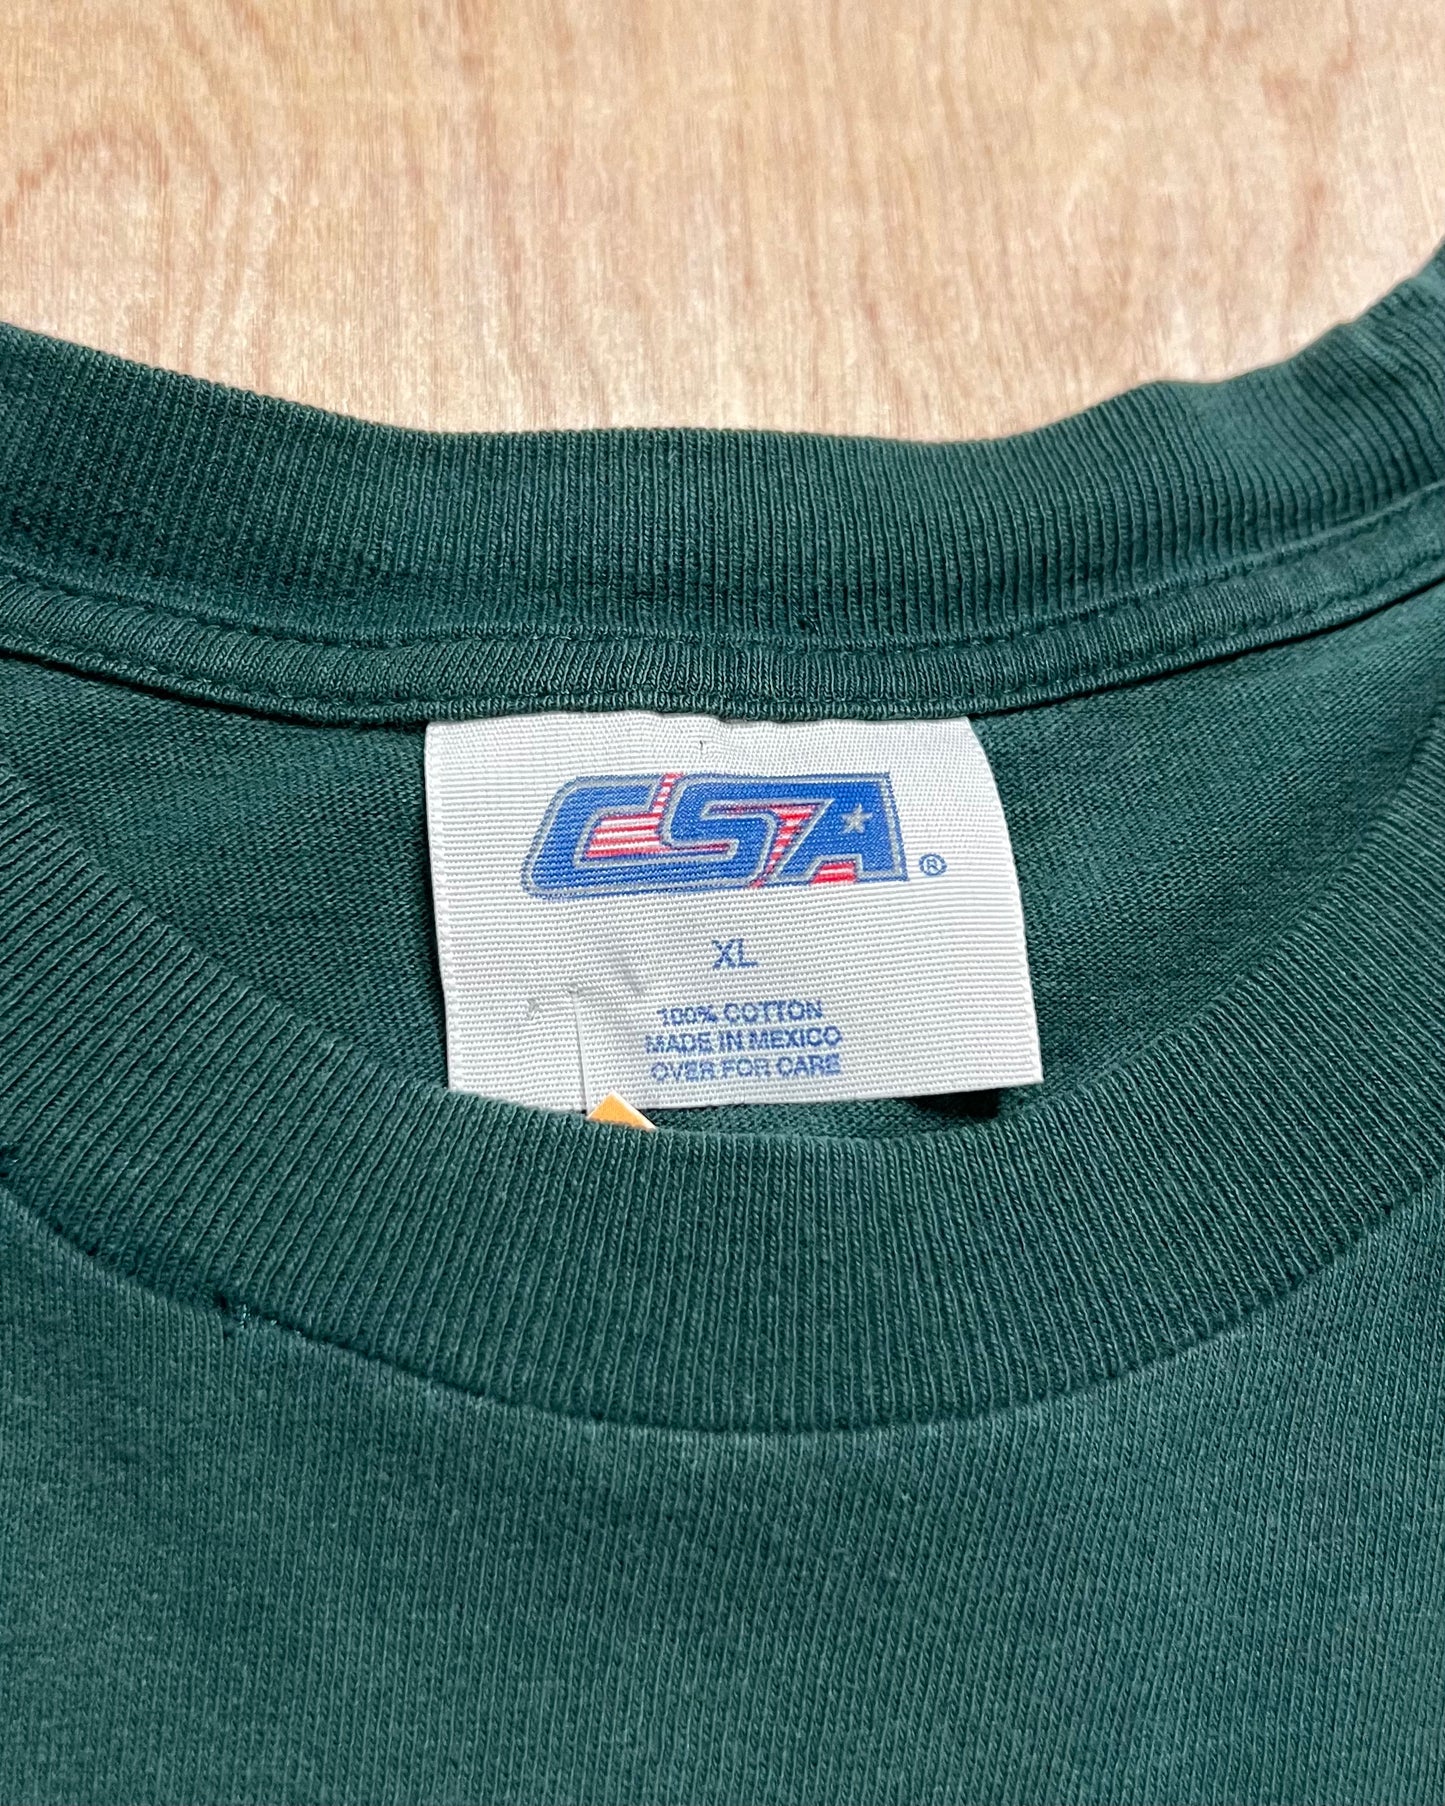 CSA ®
XL
100% COTTON
MADE IN MEXICO
OVER FOR CARE